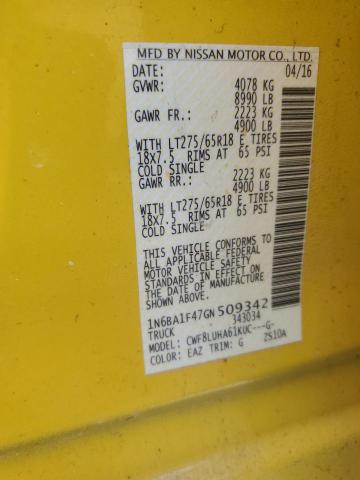 MFD BY NISSAN MOTOR CO., LTD.
DATE: 04/16
GVWR: 4078 KG
8990 LB
GAWR FR.: 2223 KG
4900 LB
WITH LT275/65R18 E TIRES
18X7.5 RIMS AT 65 PSI
COLD SINGLE
GAWR RR.: 2223 KG
4900 LB
WITH LT275/65R18 E TIRES
18X7.5 RIMS AT 65 PSI
COLD SINGLE
THIS VEHICLE CONFORMS TO
ALL APPLICABLE FEDERAL
MOTOR VEHICLE SAFETY
STANDARDS IN EFFECT ON
THE DATE OF MANUFACTURE
SHOWN ABOVE.
1N6BA1F47GN509342
TRUCK 343034
MODEL: CWF8LUHA61KUC---G-
COLOR: EAZ TRIM: G ZS10A